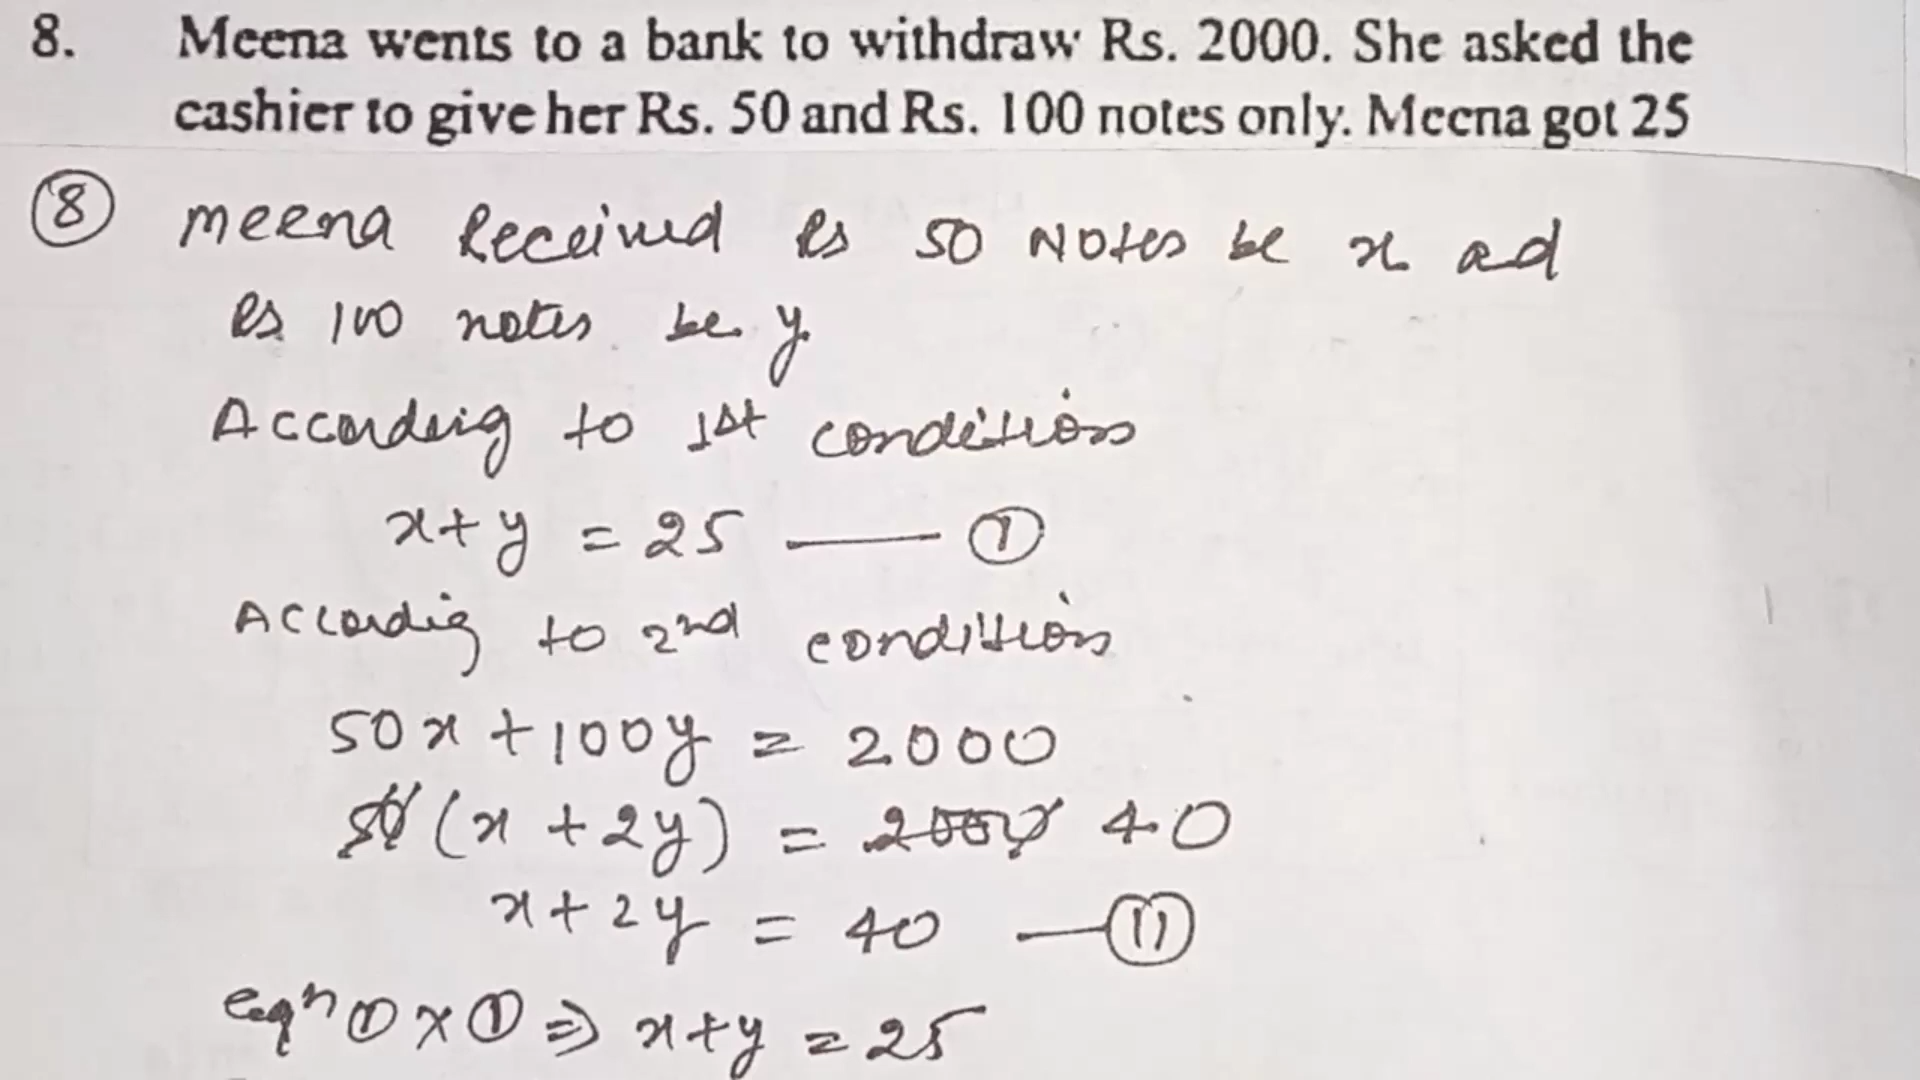 8. Meena wents to a bank to withdraw Rs. 2000. She asked the
cashier to give her Rs. 50 and Rs. 100 notes only. Meena got 25
⑧ meena Received Rs 50 Notes be x ad
Rs 100 notes be y
According to 1st condition
x+y = 25 —— ①
According to 2nd condition
50x + 100y = 2000
50 (x + 2y) = 2000 40
x + 2y = 40 — ⑪
eqn ① × ① ⇒ x+y = 25